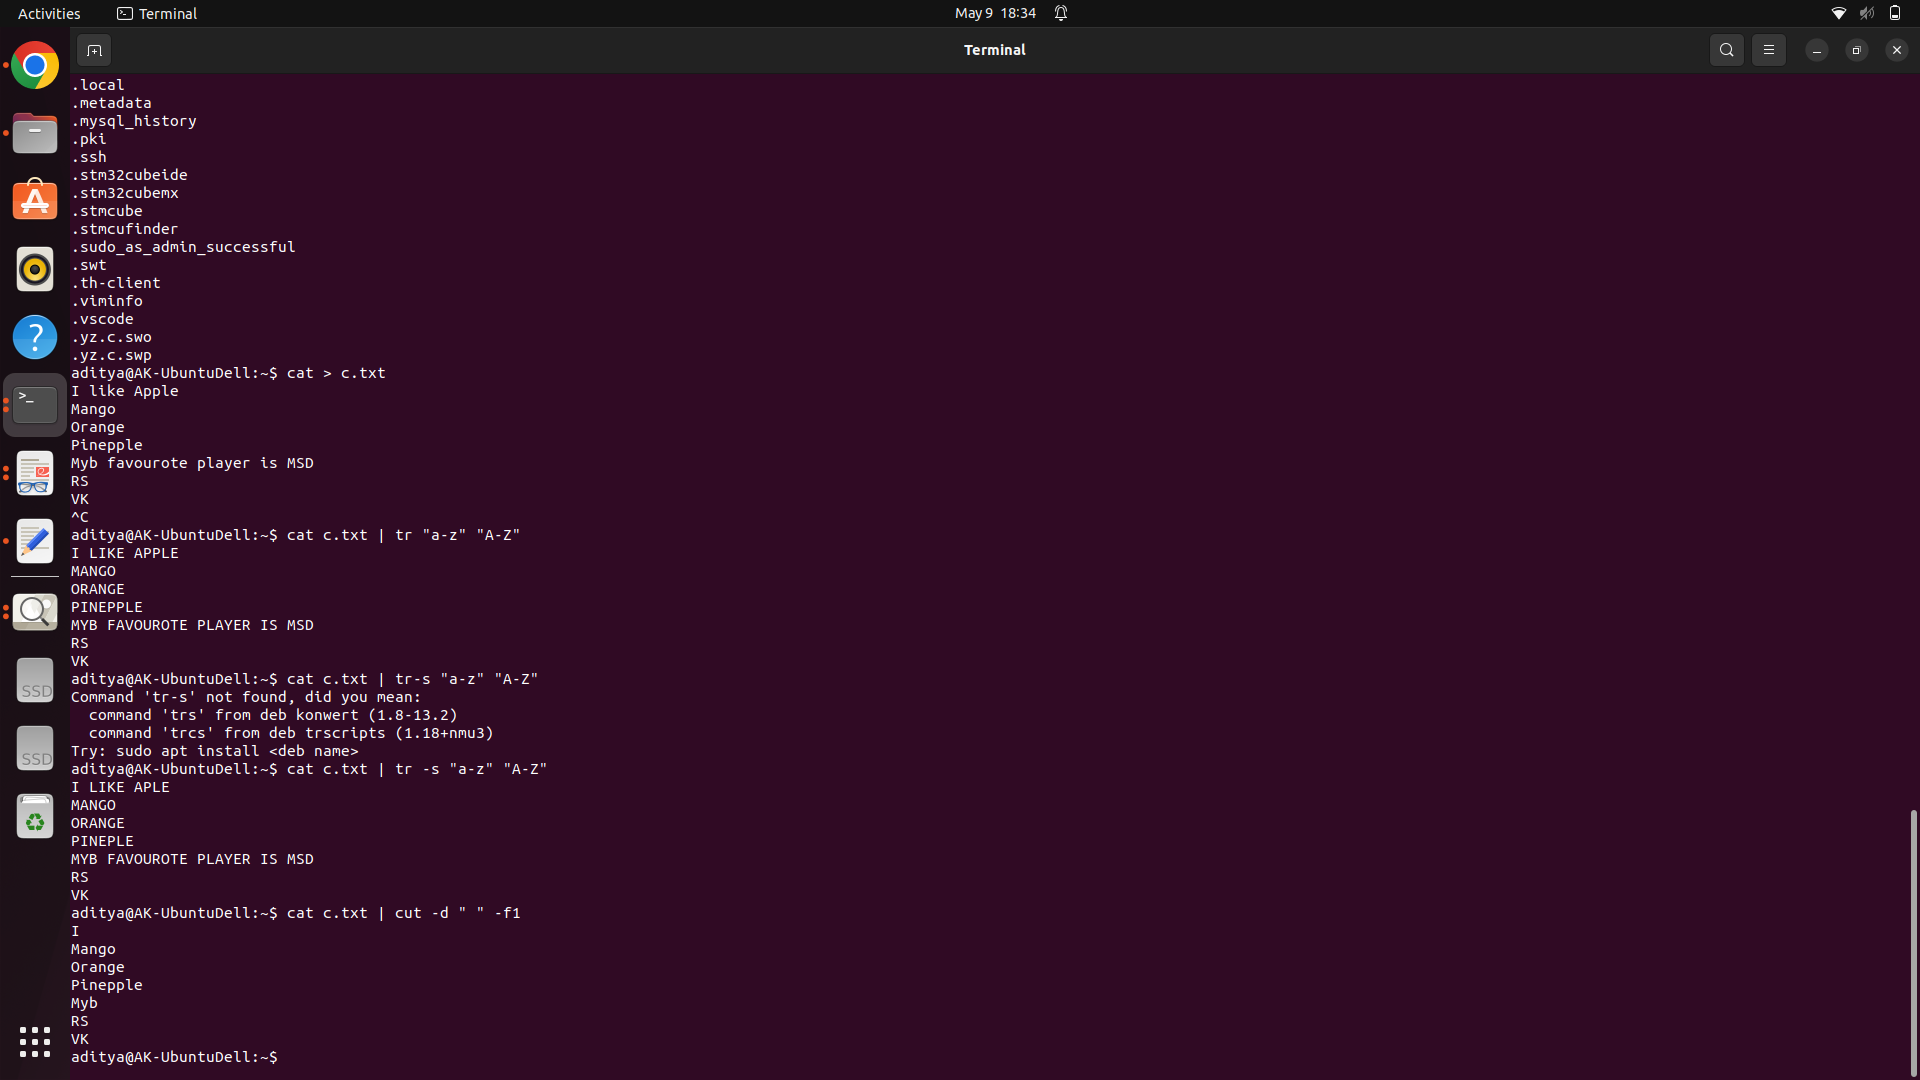 Activities Terminal May 9 18:34
Terminal
.local
.metadata
.mysql_history
.pki
.ssh
.stm32cubeide
.stm32cubemx
.stmcube
.stmcufinder
.sudo_as_admin_successful
.swt
.th-client
.viminfo
.vscode
.yz.c.swo
.yz.c.swp
aditya@AK-UbuntuDell:~$ cat > c.txt
I like Apple
Mango
Orange
Pinepple
Myb favourote player is MSD
RS
VK
^C
aditya@AK-UbuntuDell:~$ cat c.txt | tr "a-z" "A-Z"
I LIKE APPLE
MANGO
ORANGE
PINEPPLE
MYB FAVOUROTE PLAYER IS MSD
RS
VK
aditya@AK-UbuntuDell:~$ cat c.txt | tr-s "a-z" "A-Z"
Command 'tr-s' not found, did you mean:
  command 'trs' from deb konwert (1.8-13.2)
  command 'trcs' from deb trscripts (1.18+nmu3)
Try: sudo apt install <deb name>
aditya@AK-UbuntuDell:~$ cat c.txt | tr -s "a-z" "A-Z"
I LIKE APLE
MANGO
ORANGE
PINEPLE
MYB FAVOUROTE PLAYER IS MSD
RS
VK
aditya@AK-UbuntuDell:~$ cat c.txt | cut -d " " -f1
I
Mango
Orange
Pinepple
Myb
RS
VK
aditya@AK-UbuntuDell:~$
>_
SSD
SSD